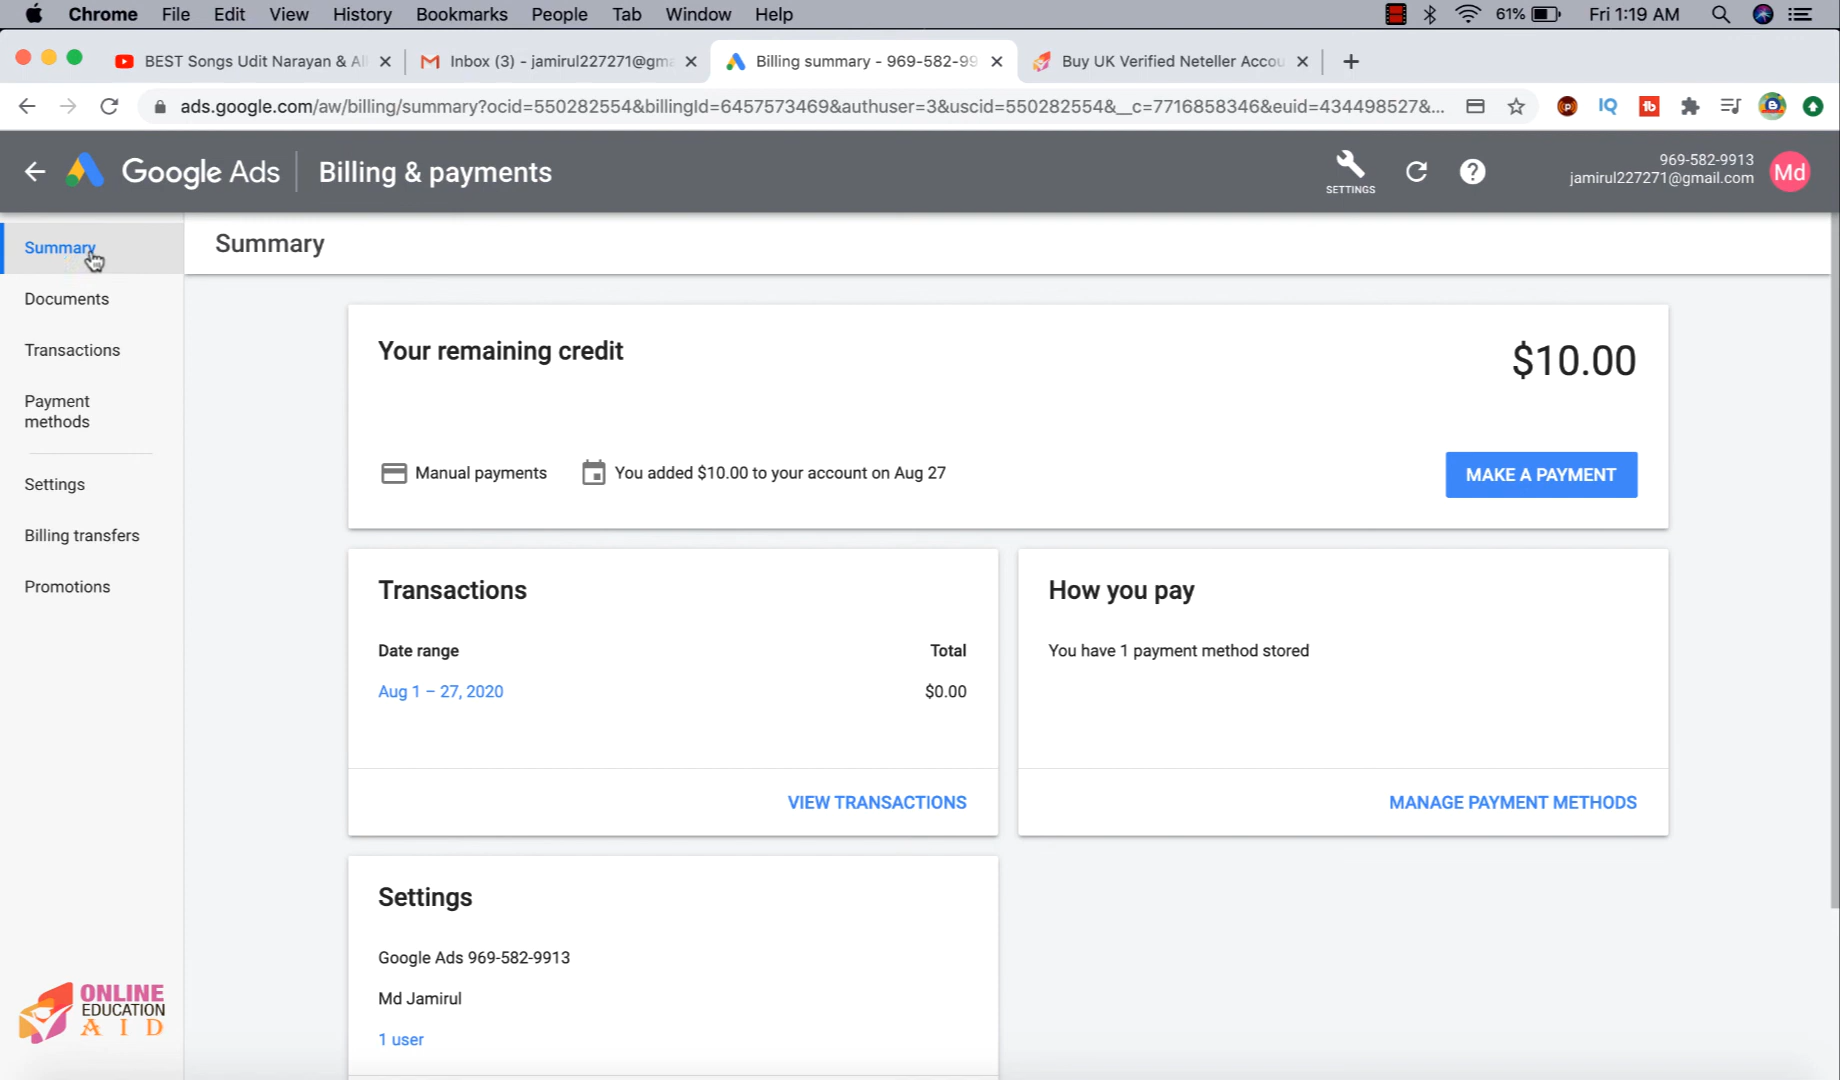 Chrome File Edit View History Bookmarks People Tab Window Help 61% Fri 1:19 AM
BEST Songs Udit Narayan & Al
Inbox (3) - jamirul227271@gma
Billing summary - 969-582-99
Buy UK Verified Neteller Accou
ads.google.com/aw/billing/summary?ocid=550282554&billingId=6457573469&authuser=3&uscid=550282554&__c=7716858346&euid=434498527&...
IQ
tb
Google Ads
Billing & payments
SETTINGS
969-582-9913
jamirul227271@gmail.com
Md
Summary
Documents
Transactions
Payment
methods
Settings
Billing transfers
Promotions
ONLINE
EDUCATION
AID
Summary
Your remaining credit
$10.00
Manual payments
You added $10.00 to your account on Aug 27
MAKE A PAYMENT
Transactions
Date range Total
Aug 1 – 27, 2020 $0.00
VIEW TRANSACTIONS
How you pay
You have 1 payment method stored
MANAGE PAYMENT METHODS
Settings
Google Ads 969-582-9913
Md Jamirul
1 user